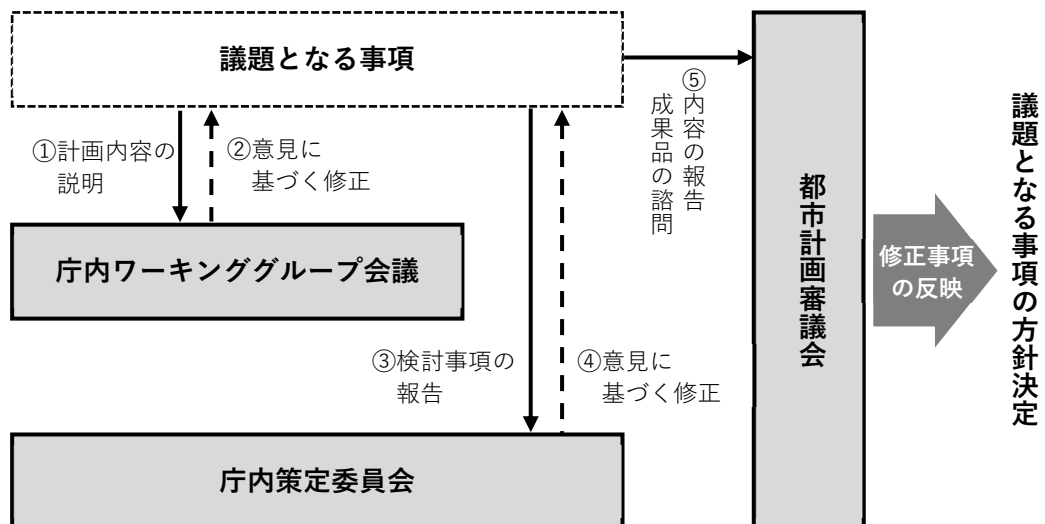 議題となる事項
①計画内容の
説明
②意見に
基づく修正
庁内ワーキンググループ会議
③検討事項の
報告
④意見に
基づく修正
庁内策定委員会
⑤内容の報告
成果品の諮問
都市計画審議会
修正事項
の反映
議題となる事項の方針決定